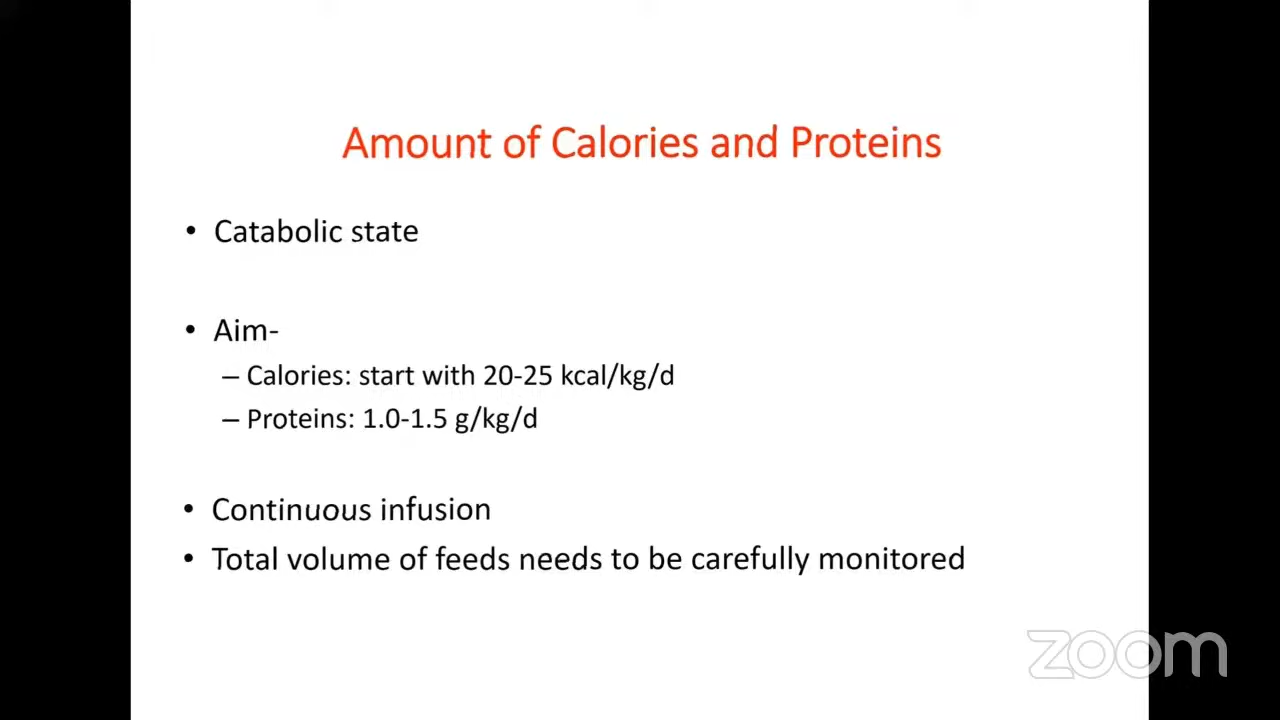 Amount of Calories and Proteins
• Catabolic state
• Aim-
– Calories: start with 20-25 kcal/kg/d
– Proteins: 1.0-1.5 g/kg/d
• Continuous infusion
• Total volume of feeds needs to be carefully monitored
zoom